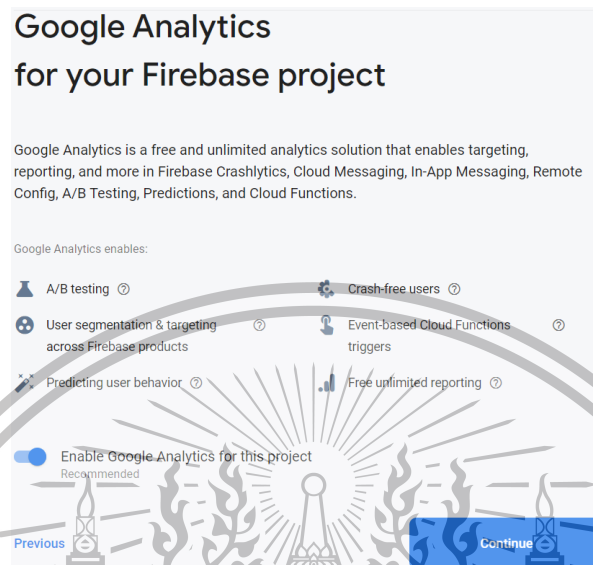 Google Analytics
for your Firebase project
Google Analytics is a free and unlimited analytics solution that enables targeting,
reporting, and more in Firebase Crashlytics, Cloud Messaging, In-App Messaging, Remote
Config, A/B Testing, Predictions, and Cloud Functions.
Google Analytics enables:
A/B testing
Crash-free users
User segmentation & targeting
across Firebase products
Event-based Cloud Functions
triggers
Predicting user behavior
Free unlimited reporting
Enable Google Analytics for this project
Recommended
Previous
Continue